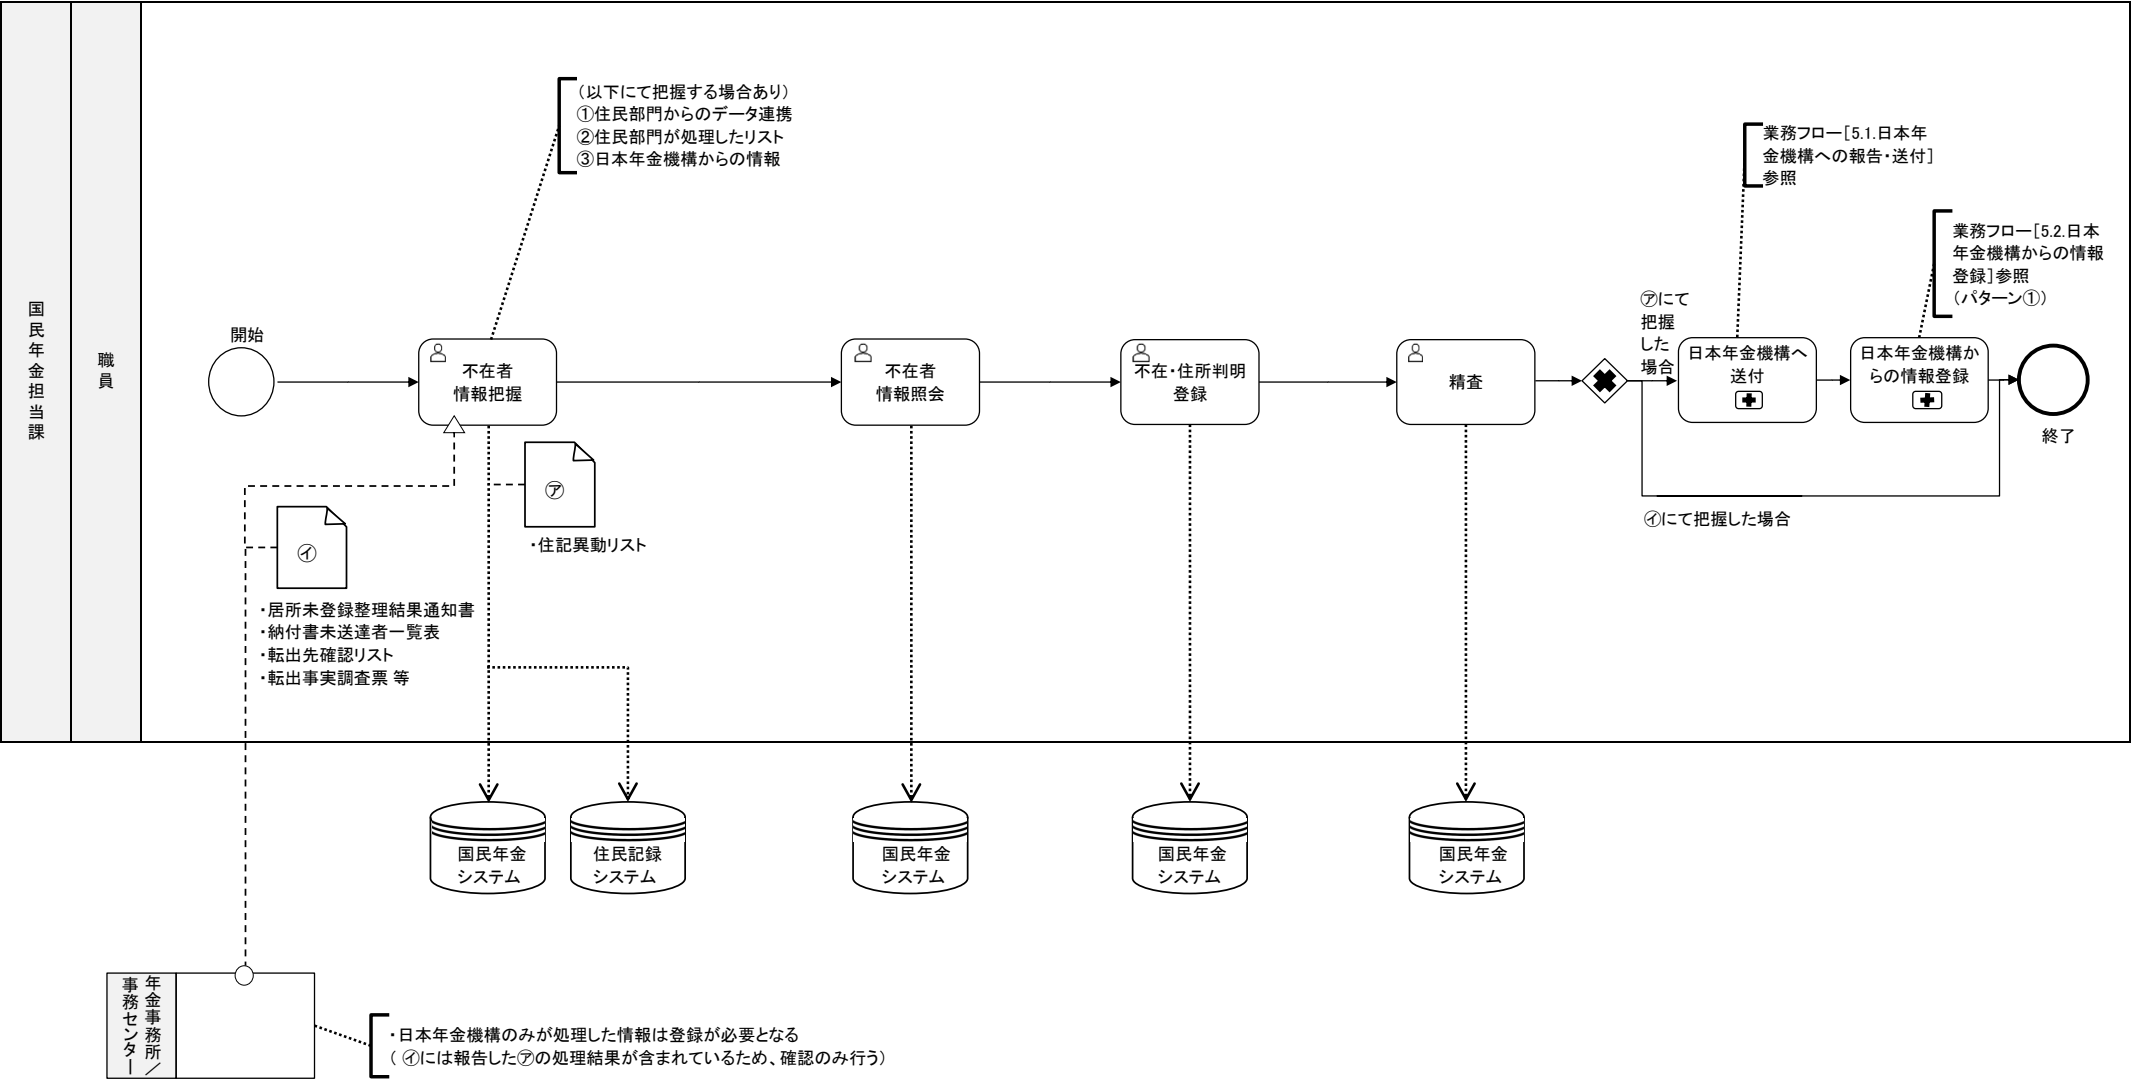 国民年金担当課
職員
（以下にて把握する場合あり）
①住民部門からのデータ連携
②住民部門が処理したリスト
③日本年金機構からの情報
業務フロー［5.1.日本年
金機構への報告・送付］
参照
業務フロー［5.2.日本
年金機構からの情報
登録］参照
（パターン①）
開始
不在者
情報把握
不在者
情報照会
不在・住所判明
登録
精査
㋐にて
把握
した
場合
日本年金機構へ
送付
日本年金機構か
らの情報登録
終了
㋐
・住記異動リスト
㋑にて把握した場合
㋑
・居所未登録整理結果通知書
・納付書未送達者一覧表
・転出先確認リスト
・転出事実調査票 等
国民年金
システム
住民記録
システム
国民年金
システム
国民年金
システム
国民年金
システム
年金事務所／
事務センター
・日本年金機構のみが処理した情報は登録が必要となる
（ ㋑には報告した㋐の処理結果が含まれているため、確認のみ行う）